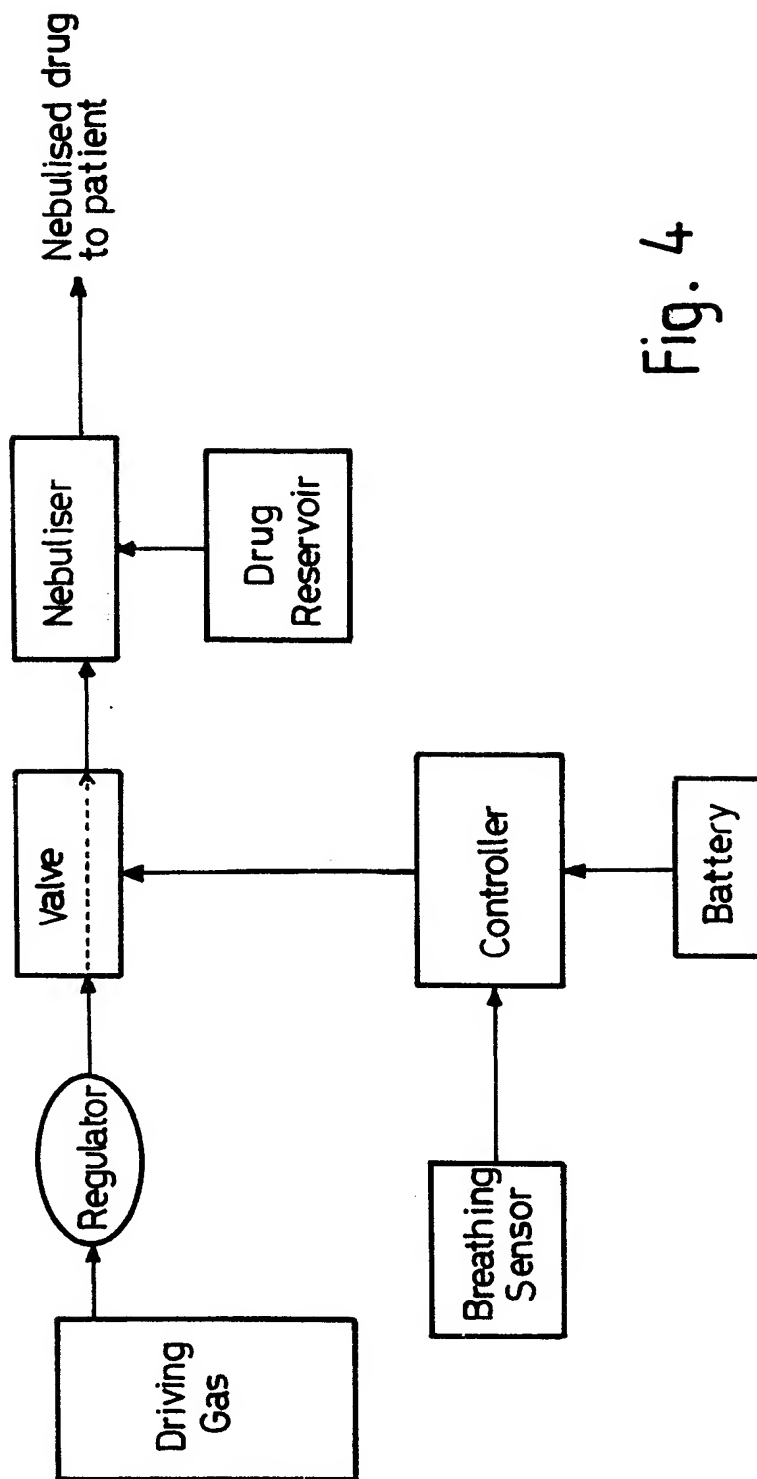 Driving
Gas
Regulator
Valve
Nebuliser
Nebulised drug
to patient
Drug
Reservoir
Breathing
Sensor
Controller
Battery
Fig. 4